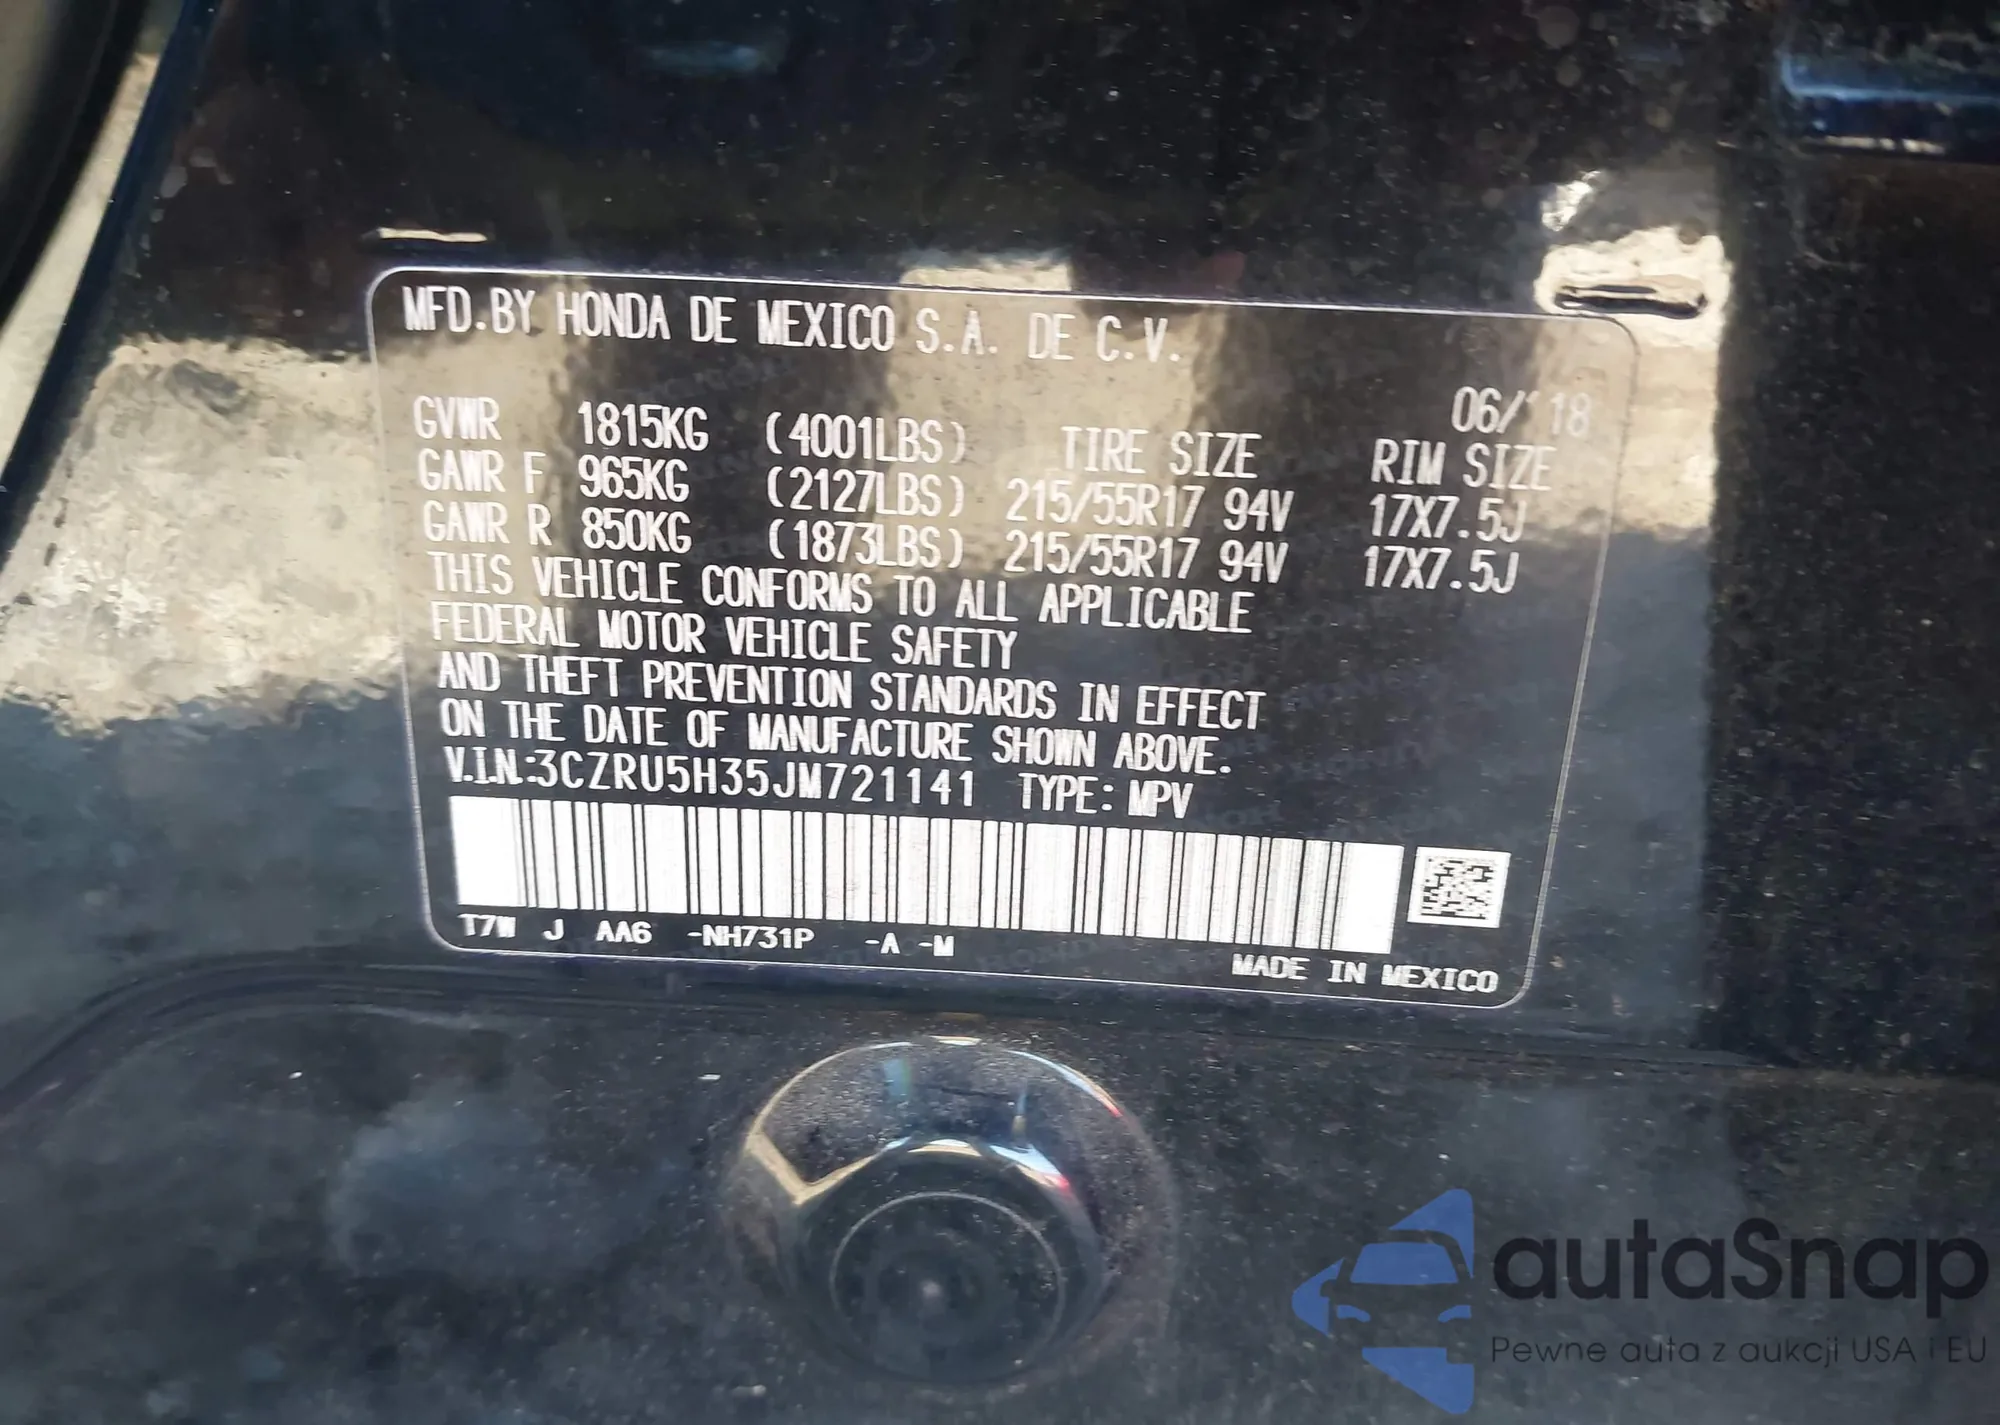 MFD.BY HONDA DE MEXICO S.A. DE C.V.
06/'18
GVWR 1815KG (4001LBS) TIRE SIZE RIM SIZE
GAWR F 965KG (2127LBS) 215/55R17 94V 17X7.5J
GAWR R 850KG (1873LBS) 215/55R17 94V 17X7.5J
THIS VEHICLE CONFORMS TO ALL APPLICABLE
FEDERAL MOTOR VEHICLE SAFETY
AND THEFT PREVENTION STANDARDS IN EFFECT
ON THE DATE OF MANUFACTURE SHOWN ABOVE.
V.I.N.:3CZRU5H35JM721141 TYPE: MPV
T7W J AA6 -NH731P -A -M
MADE IN MEXICO
autaSnap
Pewne auta z aukcji USA i EU